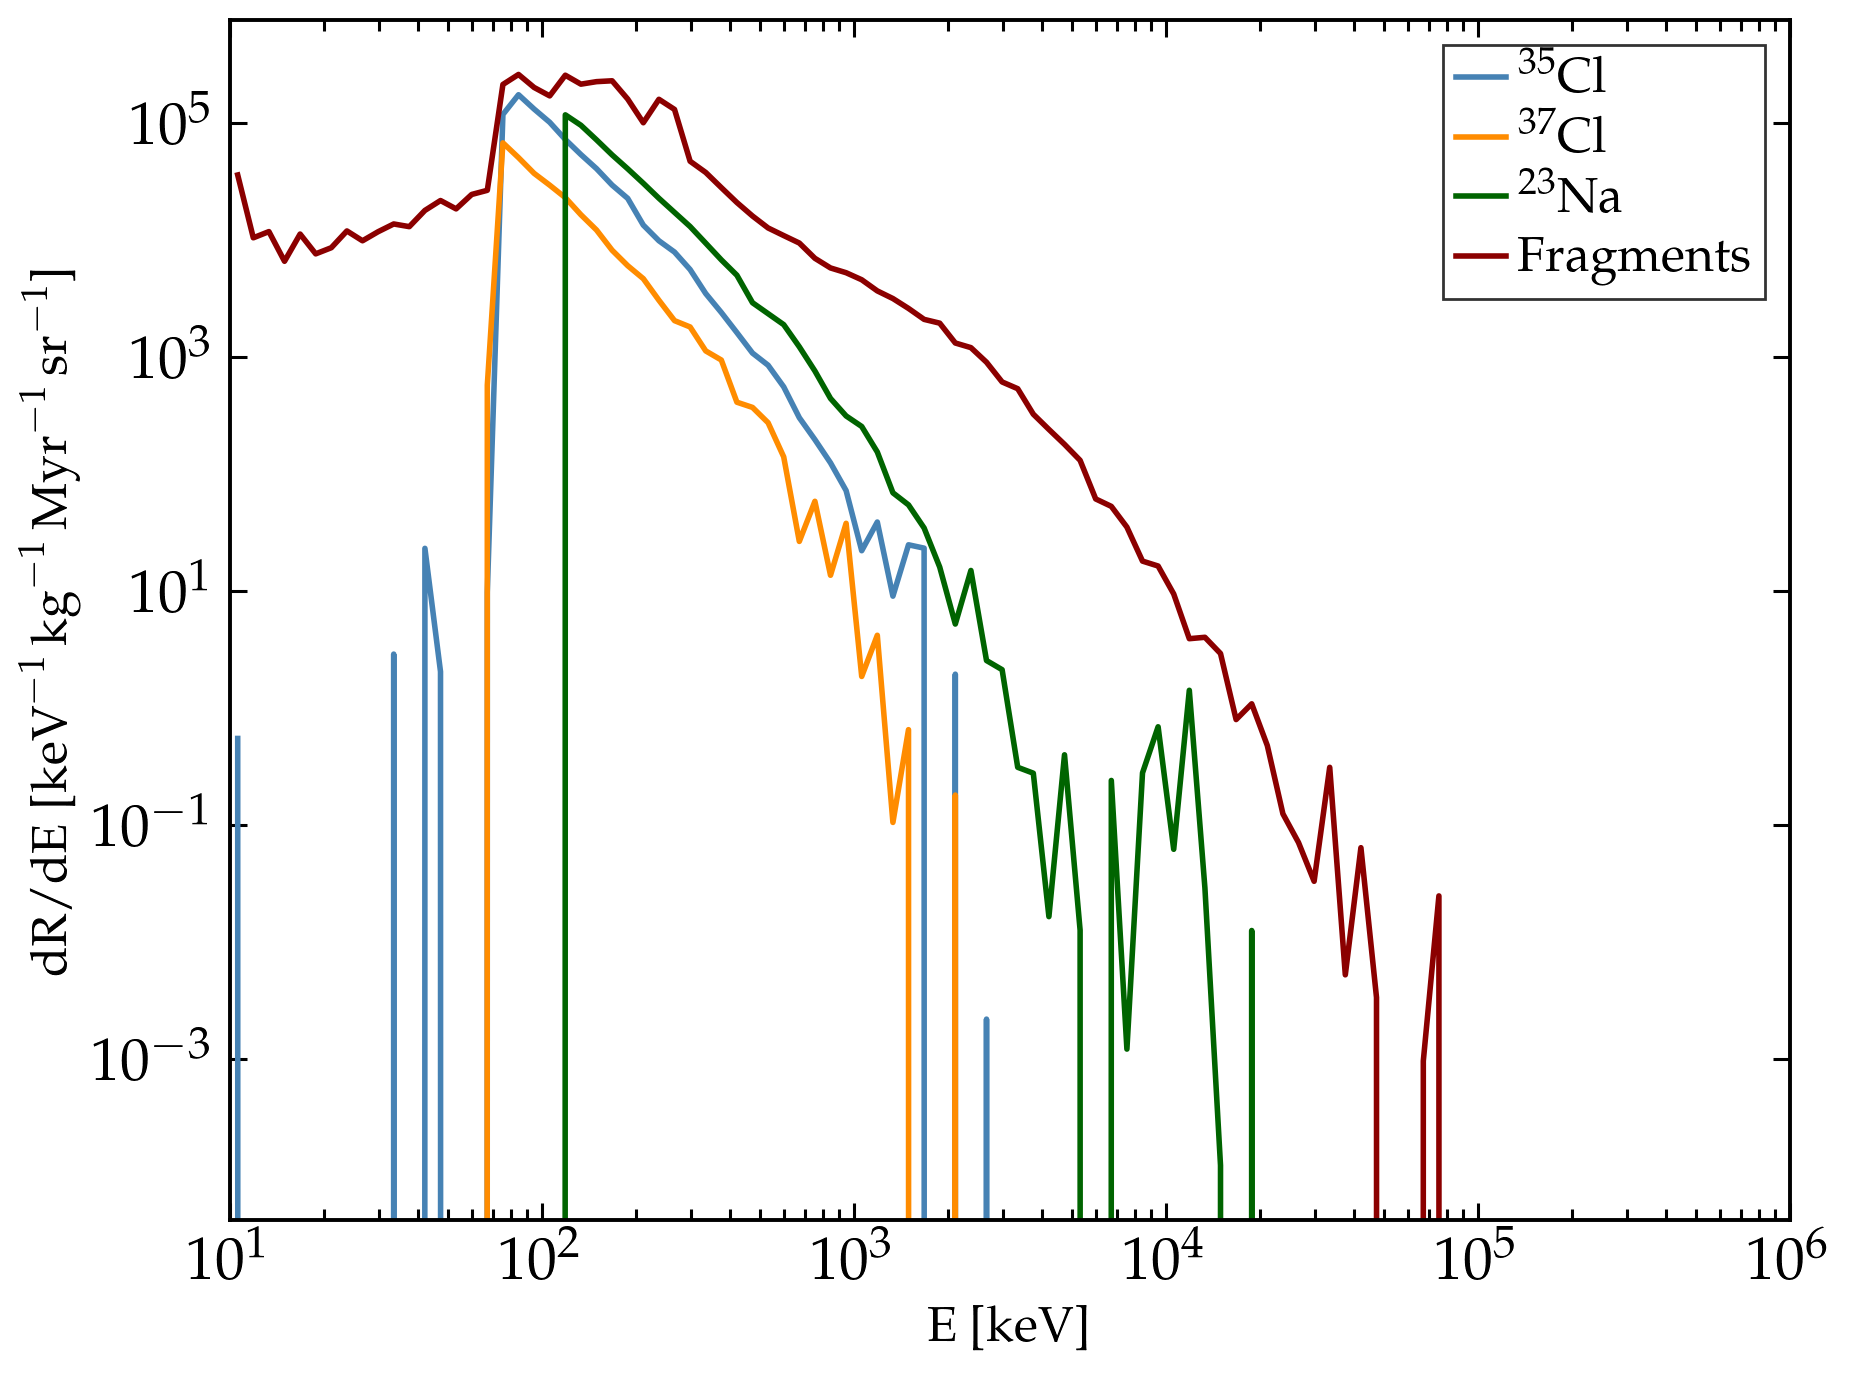 ³⁵Cl
³⁷Cl
²³Na
Fragments
dR/dE [keV⁻¹ kg⁻¹ Myr⁻¹ sr⁻¹]
10⁵
10³
10¹
10⁻¹
10⁻³
10¹ 10² 10³ 10⁴ 10⁵ 10⁶
E [keV]